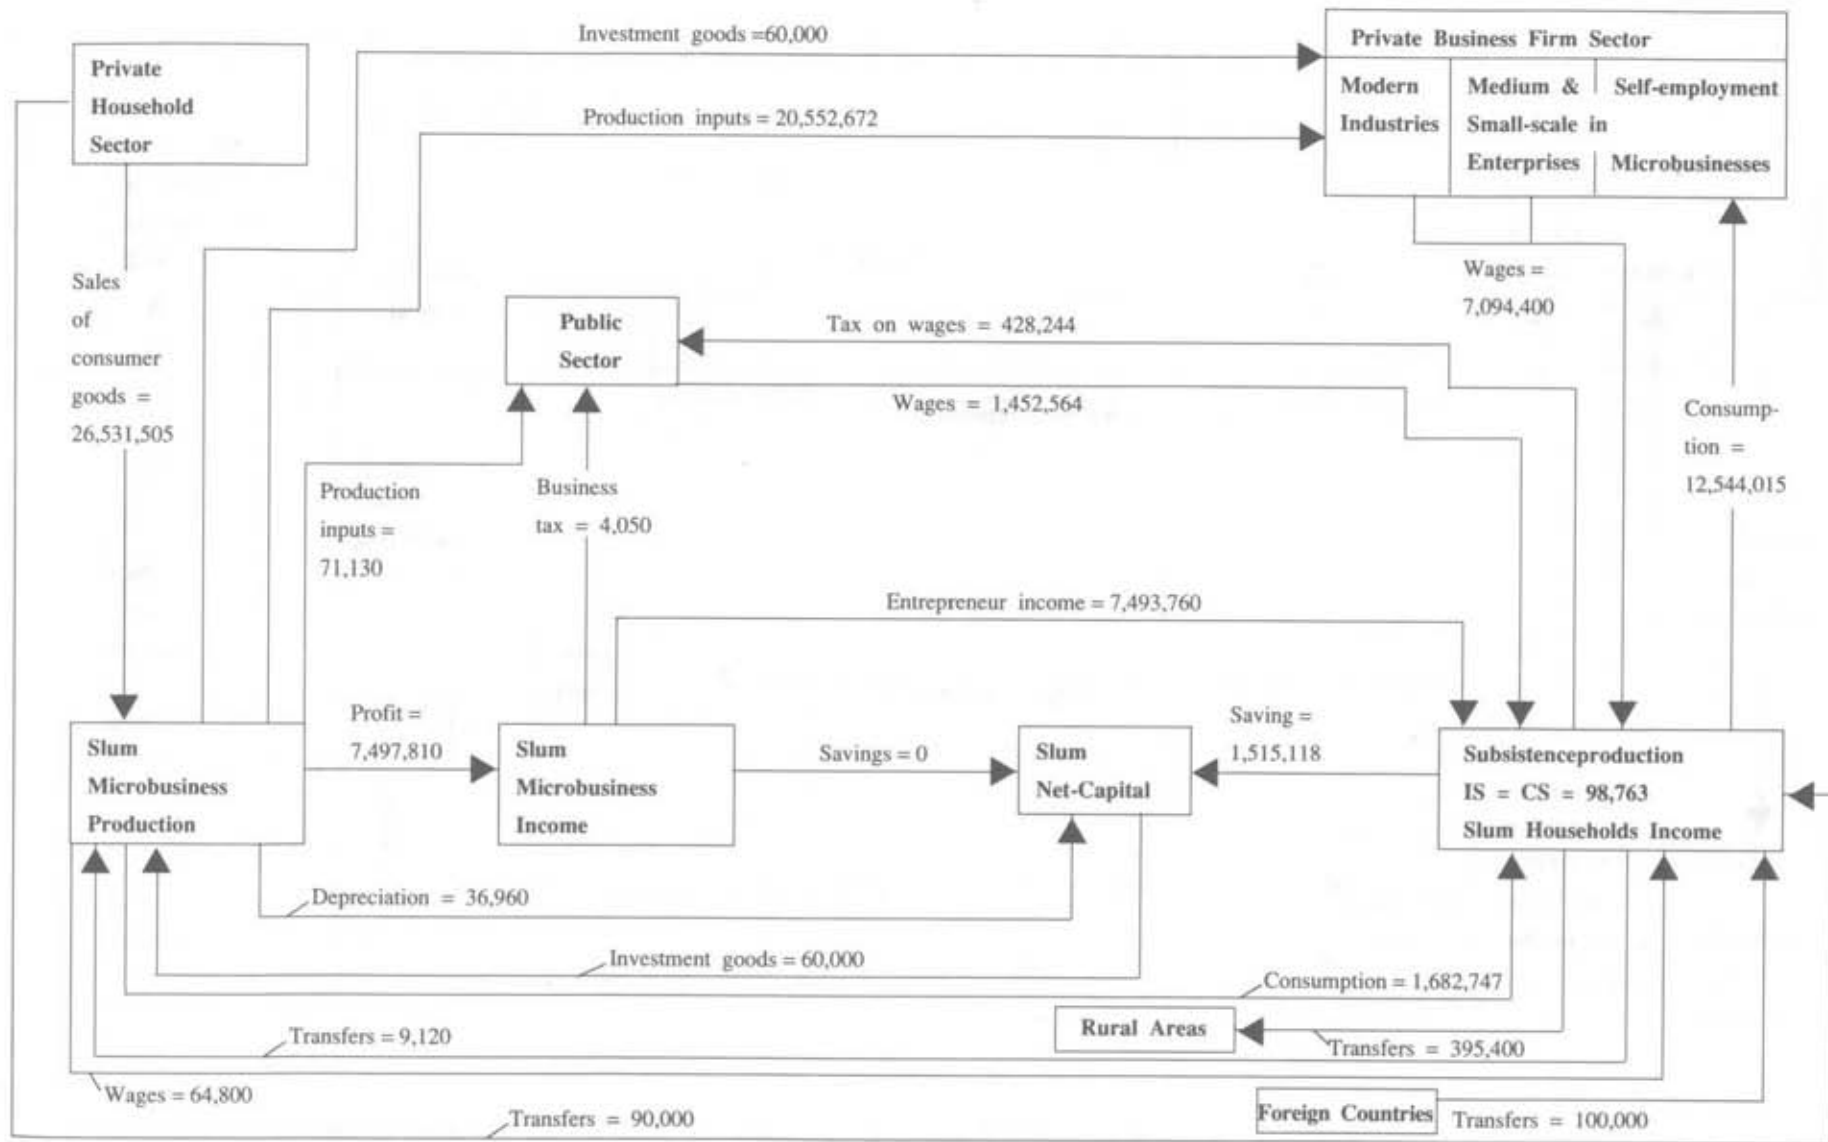 Investment goods =60,000
Private Business Firm Sector
Private
Household
Sector
Modern
Industries
Medium &
Small-scale in
Enterprises
Self-employment
Microbusinesses
Production inputs = 20,552,672
Sales
of
consumer
goods =
26,531,505
Wages =
7,094,400
Public
Sector
Tax on wages = 428,244
Wages = 1,452,564
Consump-
tion =
12,544,015
Production
inputs =
71,130
Business
tax = 4,050
Entrepreneur income = 7,493,760
Profit =
7,497,810
Saving =
1,515,118
Slum
Microbusiness
Production
Slum
Microbusiness
Income
Savings = 0
Slum
Net-Capital
Subsistenceproduction
IS = CS = 98,763
Slum Households Income
Depreciation = 36,960
Investment goods = 60,000
Consumption = 1,682,747
Rural Areas
Transfers = 9,120
Transfers = 395,400
Wages = 64,800
Foreign Countries
Transfers = 100,000
Transfers = 90,000